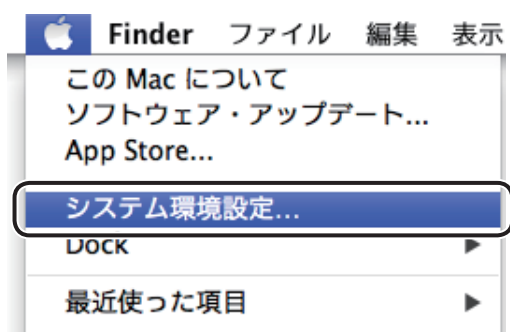 Finder ファイル 編集 表示
この Mac について
ソフトウェア・アップデート...
App Store...
システム環境設定...
Dock
最近使った項目